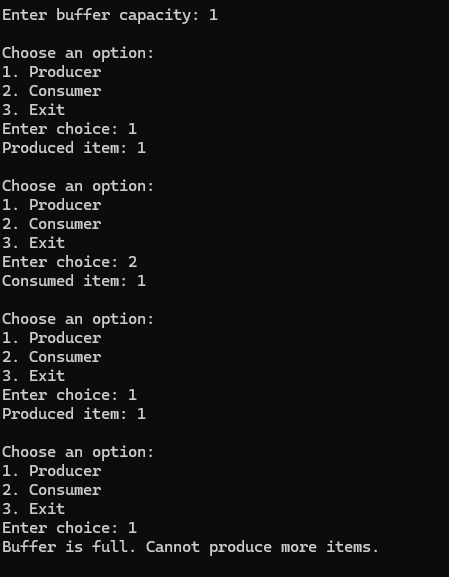 Enter buffer capacity: 1
Choose an option:
1. Producer
2. Consumer
3. Exit
Enter choice: 1
Produced item: 1
Choose an option:
1. Producer
2. Consumer
3. Exit
Enter choice: 2
Consumed item: 1
Choose an option:
1. Producer
2. Consumer
3. Exit
Enter choice: 1
Produced item: 1
Choose an option:
1. Producer
2. Consumer
3. Exit
Enter choice: 1
Buffer is full. Cannot produce more items.